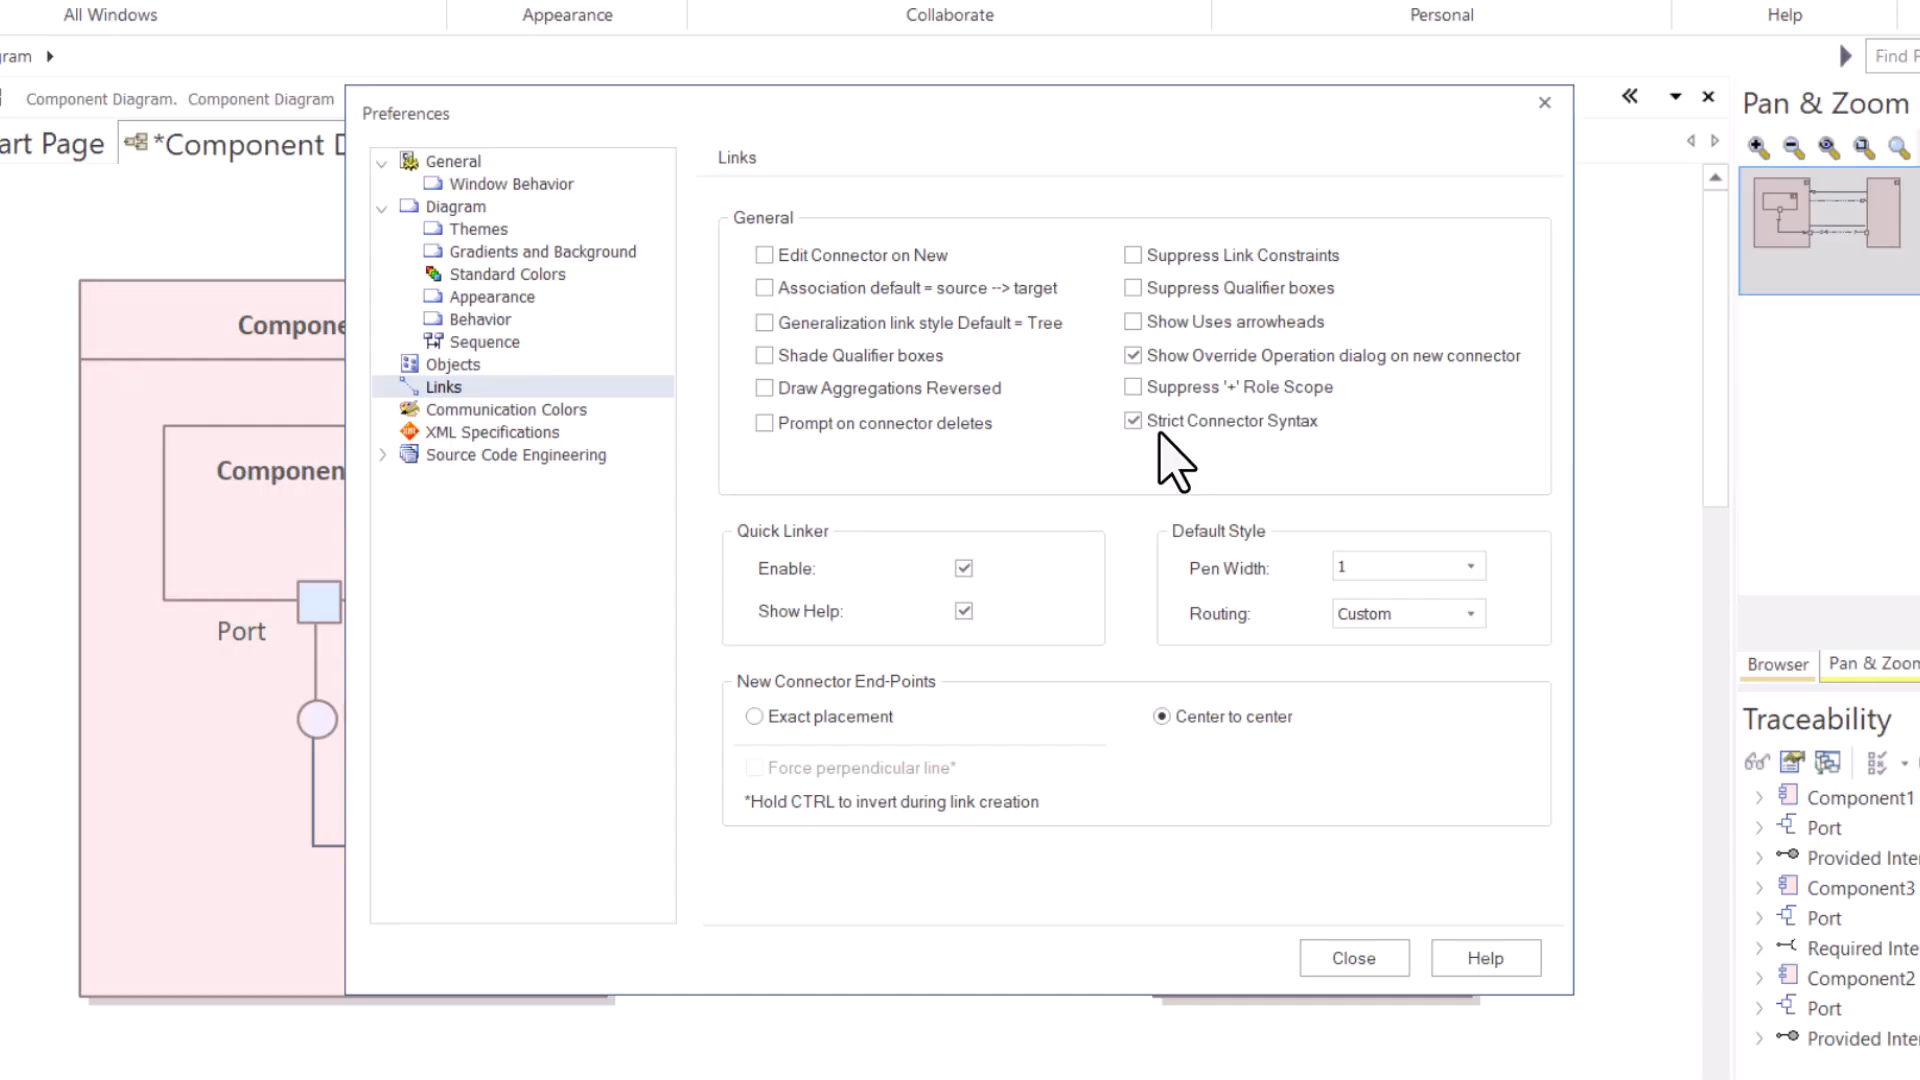 All Windows
Appearance
Collaborate
Personal
Help
ram
Find F
Component Diagram. Component Diagram
art Page
*Component D
Pan & Zoom
Preferences
General
Window Behavior
Diagram
Themes
Gradients and Background
Standard Colors
Appearance
Behavior
Sequence
Objects
Links
Communication Colors
XML Specifications
Source Code Engineering
Links
General
Edit Connector on New
Association default = source --> target
Generalization link style Default = Tree
Shade Qualifier boxes
Draw Aggregations Reversed
Prompt on connector deletes
Suppress Link Constraints
Suppress Qualifier boxes
Show Uses arrowheads
Show Override Operation dialog on new connector
Suppress '+' Role Scope
Strict Connector Syntax
Quick Linker
Enable:
Show Help:
Default Style
Pen Width: 1
Routing: Custom
New Connector End-Points
Exact placement
Center to center
Force perpendicular line*
*Hold CTRL to invert during link creation
Close
Help
Compone
Component
Port
Browser
Pan & Zoom
Traceability
Component1
Port
Provided Inter
Component3
Port
Required Inte
Component2
Port
Provided Inter